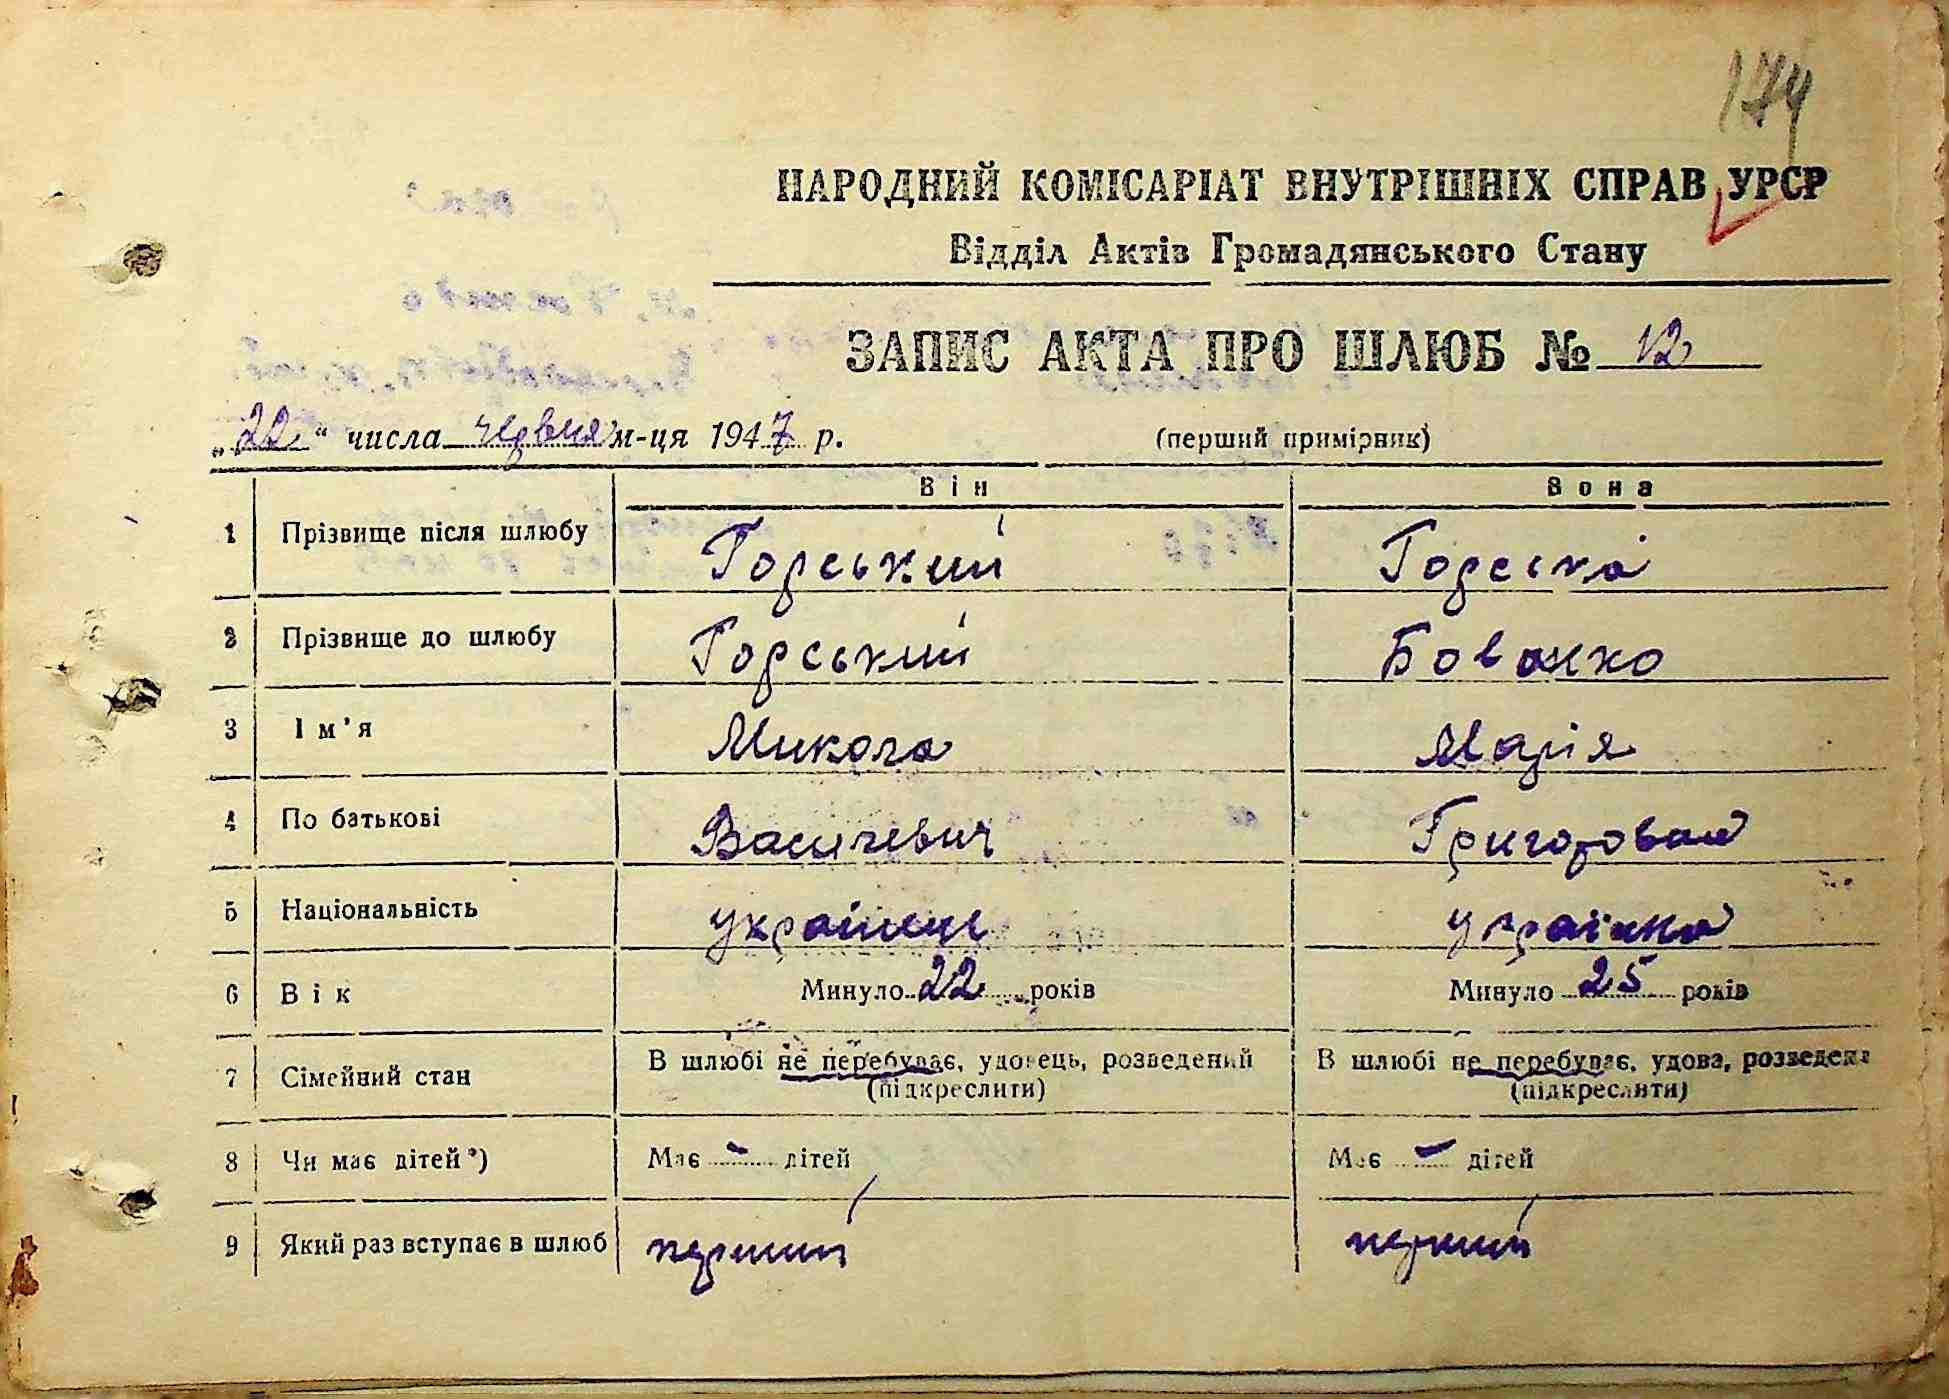 174
НАРОДНИЙ КОМІСАРІАТ ВНУТРІШНІХ СПРАВ УРСР
Відділ Актів Громадянського Стану
ЗАПИС АКТА ПРО ШЛЮБ № 12
„22“ числа червня м-ця 1947 р. (перший примірник)
Він Вона
1 Прізвище після шлюбу Горський Горська
2 Прізвище до шлюбу Горський Бованко
3 Ім'я Микола Марія
4 По батькові Васильевич Григоровна
5 Національність українець українка
6 Вік Минуло 22 років Минуло 25 років
7 Сімейний стан В шлюбі не перебуває, удовець, розведений В шлюбі не перебуває, удова, розведена
(підкреслити) (підкреслити)
8 Чи має дітей*) Має - дітей Має - дітей
9 Який раз вступає в шлюб перший перший